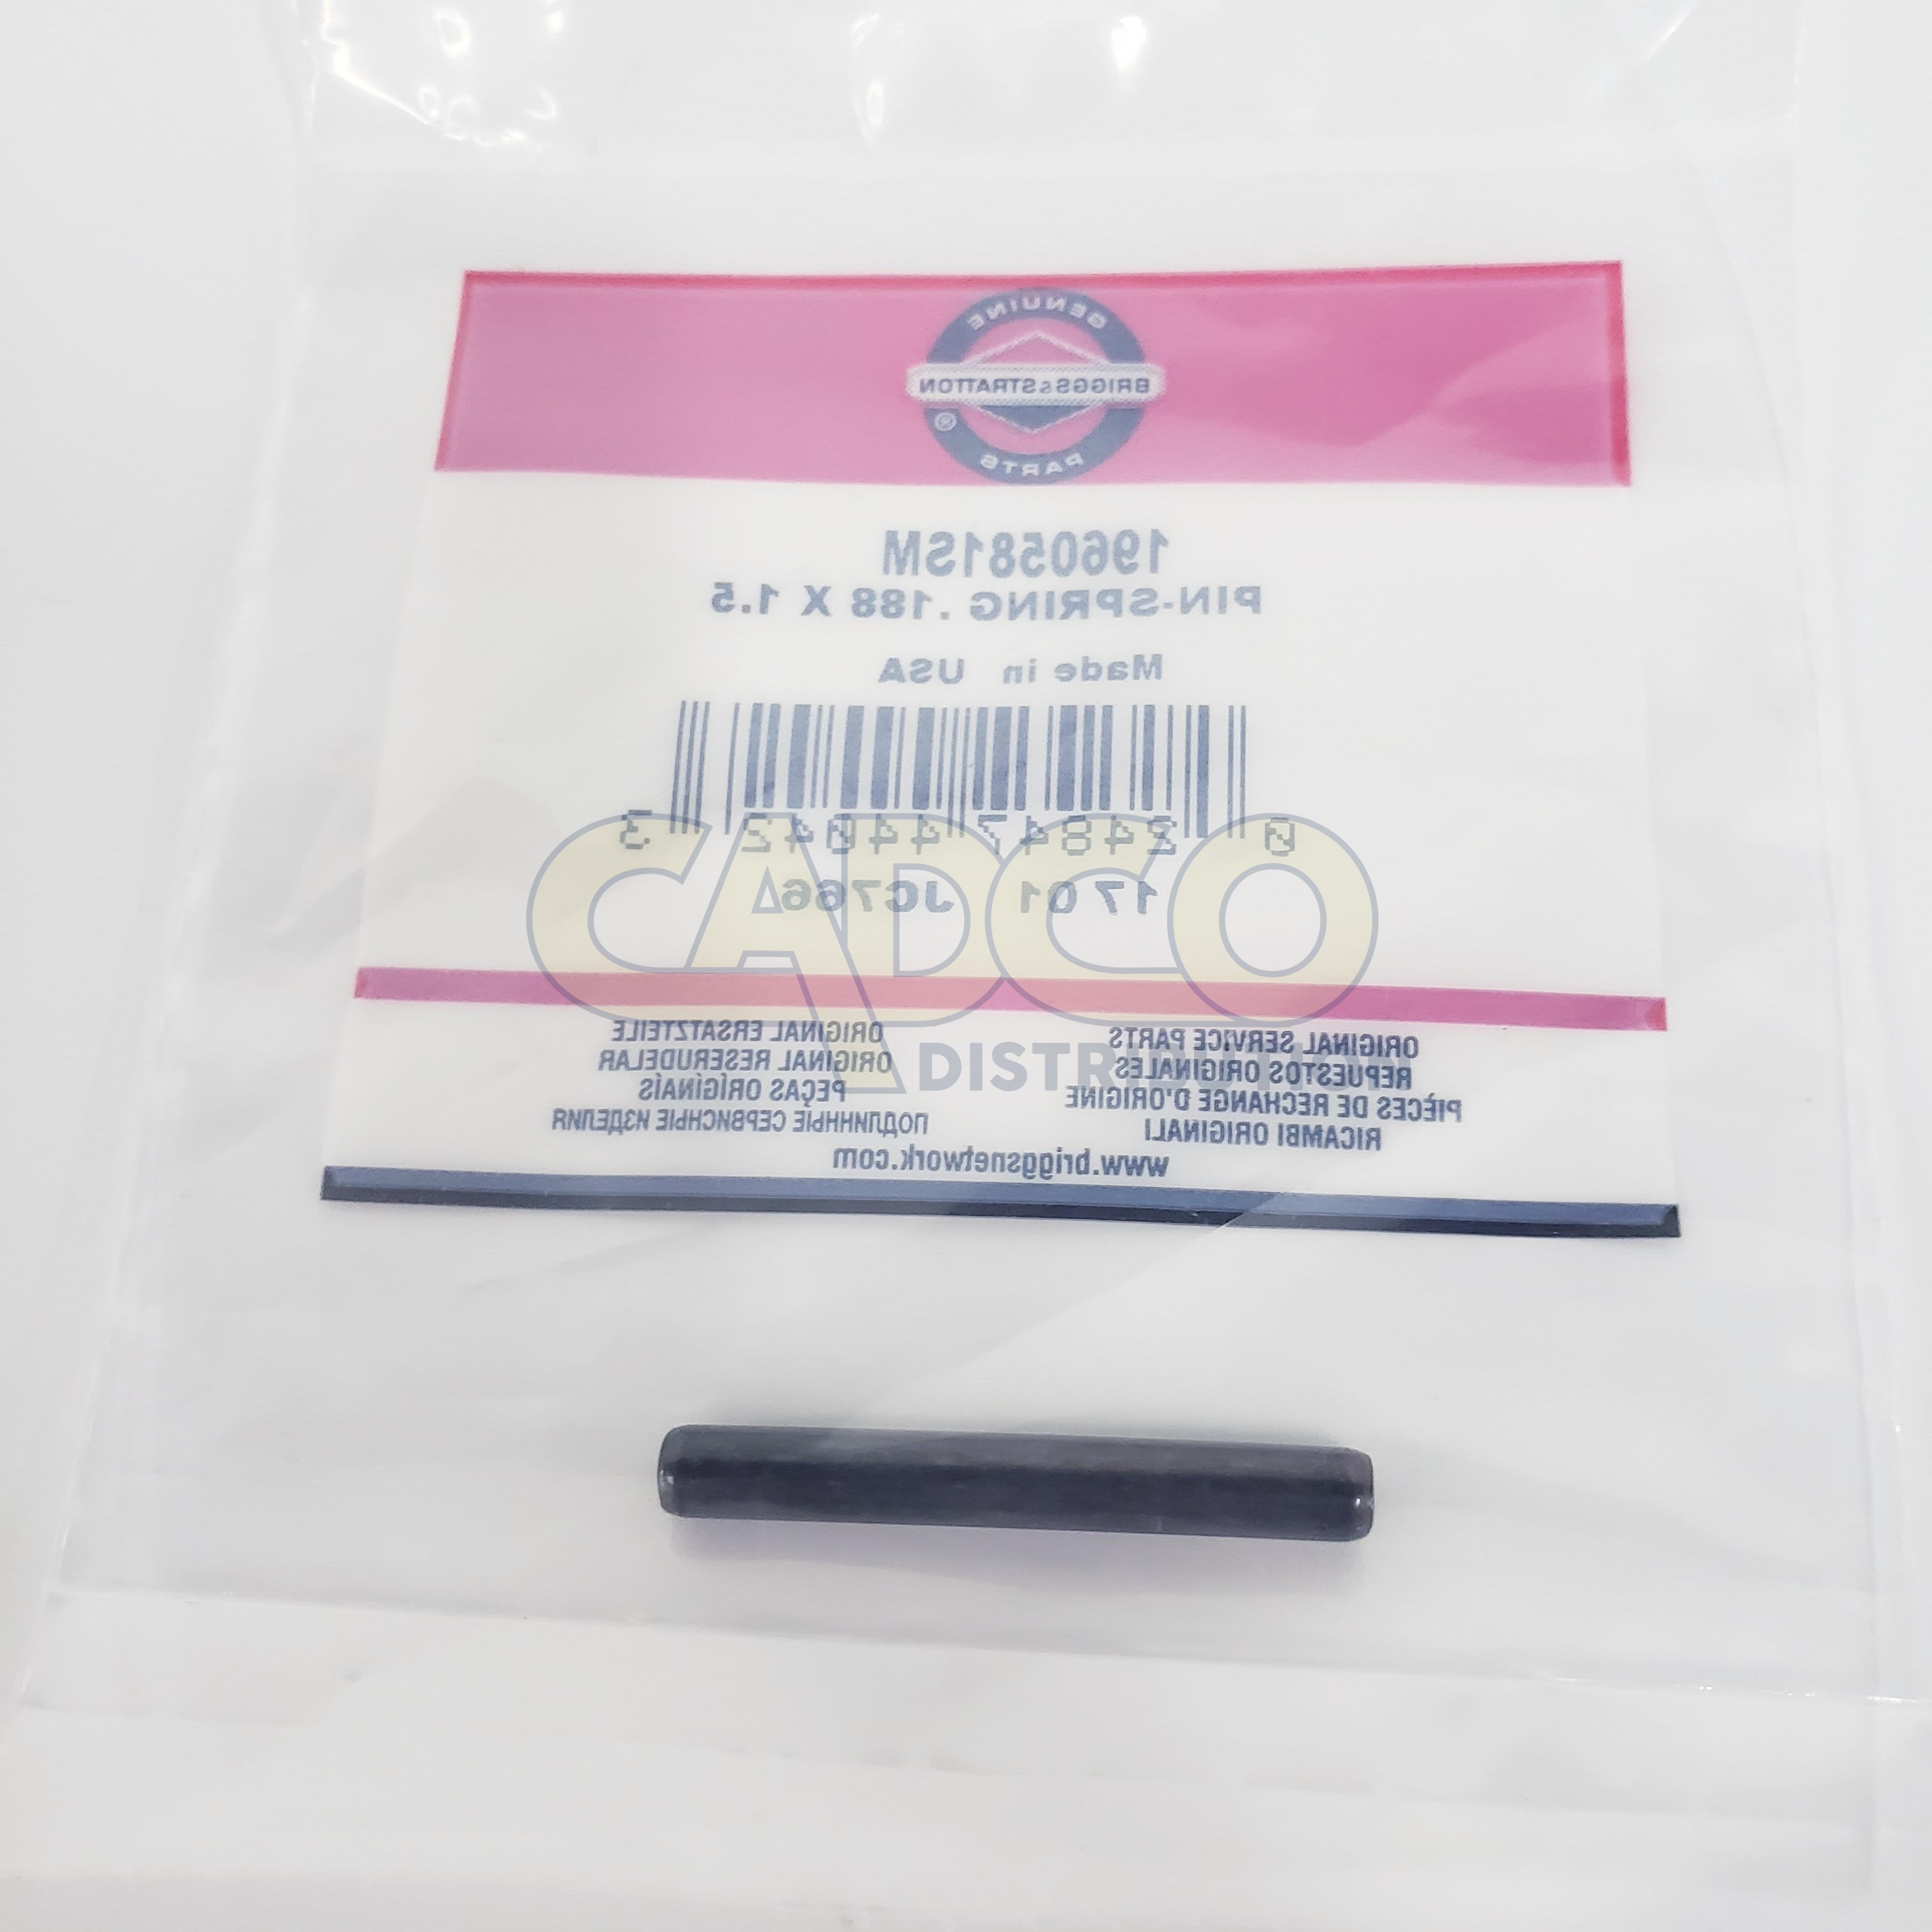 GENUINE
BRIGGS&STRATTON
®
PARTS
1960581SM
PIN-SPRING .188 X 1.5
Made in USA
0 24847 44042 3
17 01 JC766
CADCO
DISTRIBUTION
ORIGINAL SERVICE PARTS
REPUESTOS ORIGINALES
PIÈCES DE RECHANGE D'ORIGINE
RICAMBI ORIGINALI
ORIGINAL ERSATZTEILE
ORIGINAL RESERUDELAR
PEÇAS ORÍGÌNAÍS
ПОДЛИННЫЕ СЕРВИСНЫЕ ИЗДЕЛИЯ
www.briggsnetwork.com